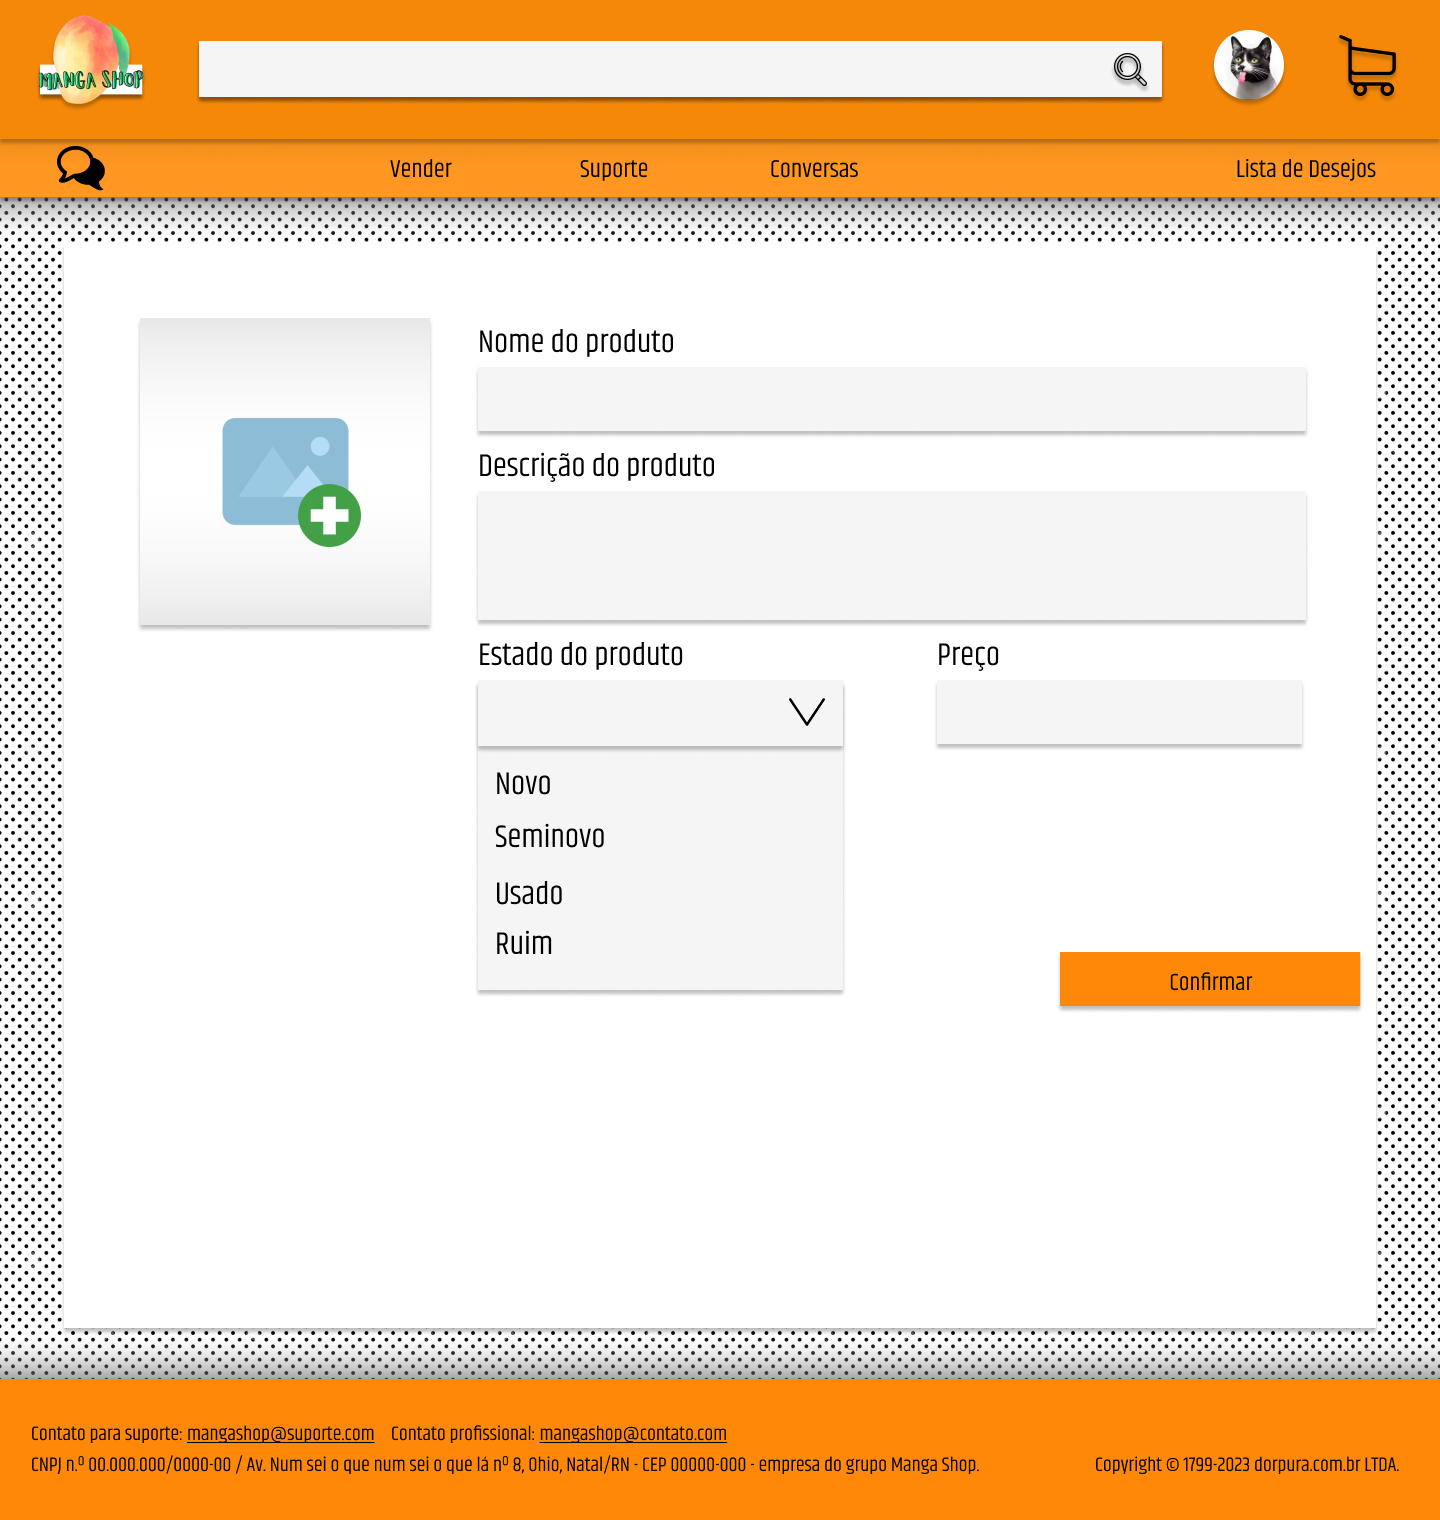 MANGA SHOP
Vender
Suporte
Conversas
Lista de Desejos
Nome do produto
Descrição do produto
Estado do produto
Preço
Novo
Seminovo
Usado
Ruim
Confirmar
Contato para suporte: mangashop@suporte.com Contato profissional: mangashop@contato.com
CNPJ n.º 00.000.000/0000-00 / Av. Num sei o que num sei o que lá nº 8, Ohio, Natal/RN - CEP 00000-000 - empresa do grupo Manga Shop.
Copyright © 1799-2023 dorpura.com.br LTDA.